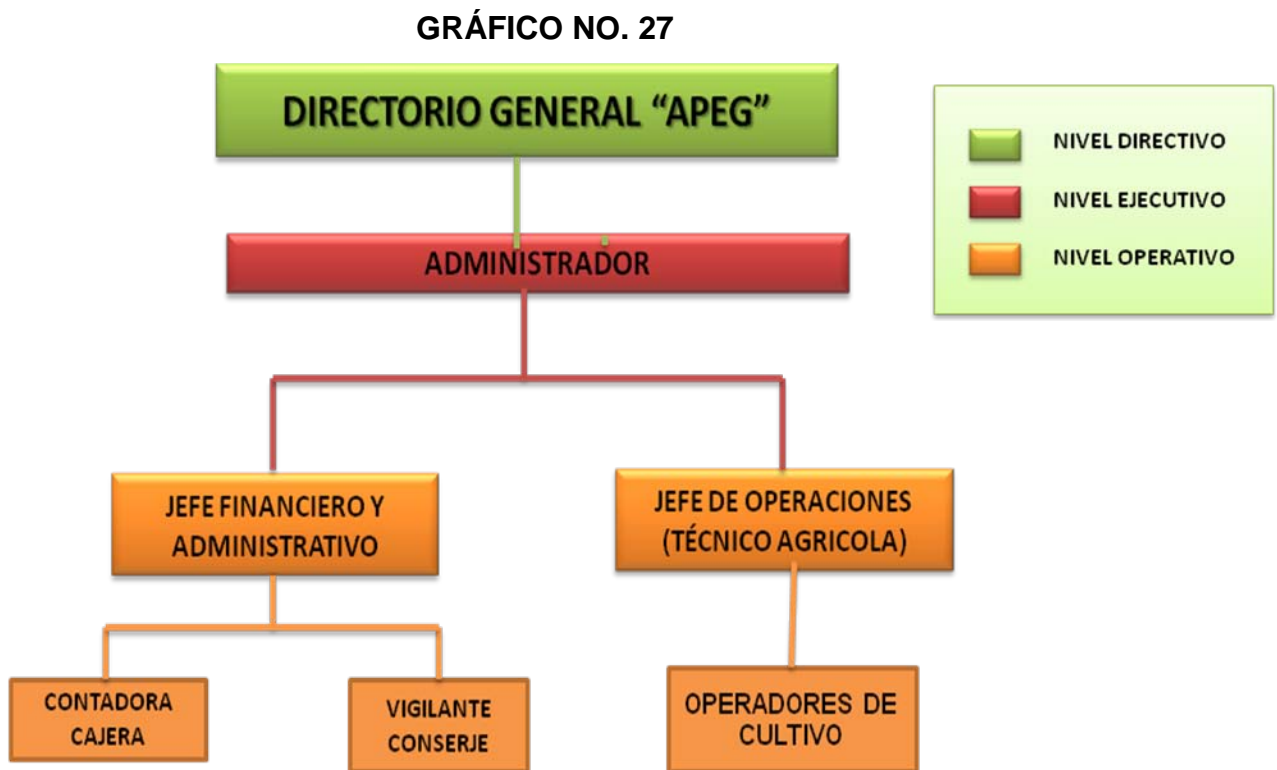 GRÁFICO NO. 27
DIRECTORIO GENERAL “APEG”
NIVEL DIRECTIVO
NIVEL EJECUTIVO
NIVEL OPERATIVO
ADMINISTRADOR
JEFE FINANCIERO Y
ADMINISTRATIVO
JEFE DE OPERACIONES
(TÉCNICO AGRICOLA)
CONTADORA
CAJERA
VIGILANTE
CONSERJE
OPERADORES DE
CULTIVO